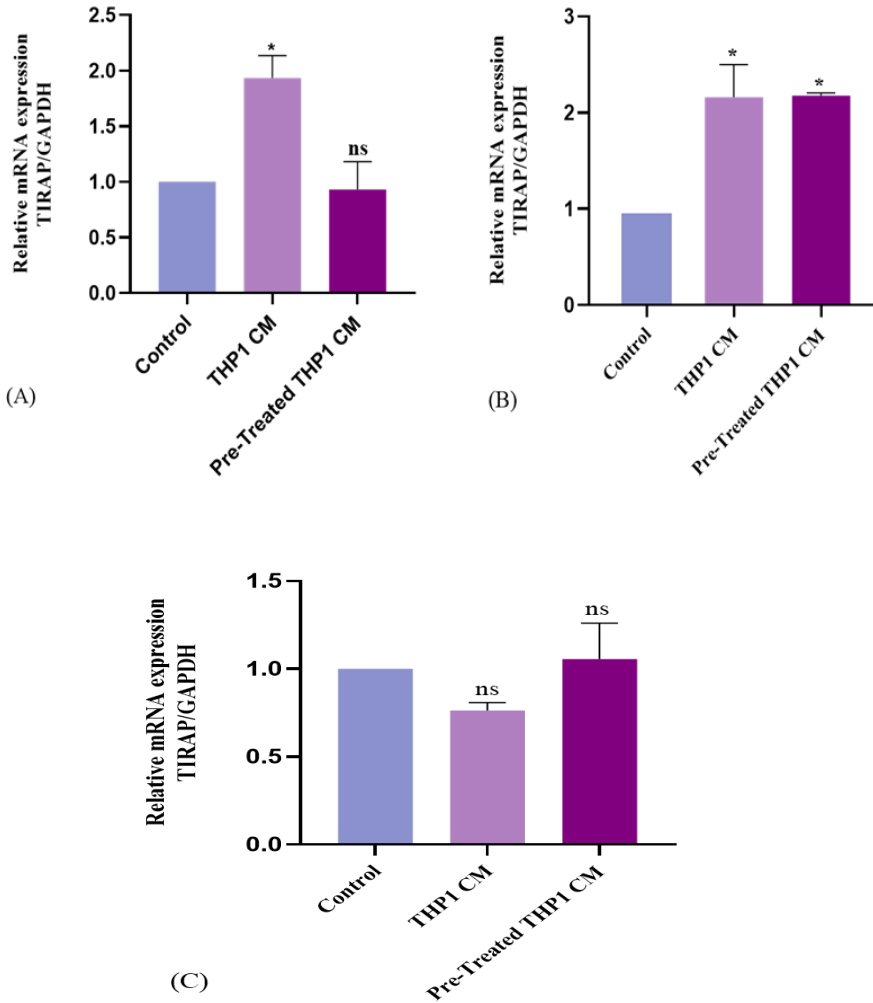 Relative mRNA expression
TIRAP/GAPDH
2.5
2.0
1.5
1.0
0.5
0.0
*
ns
Control
THP1 CM
Pre-Treated THP1 CM
(A)
Relative mRNA expression
TIRAP/GAPDH
3
2
1
0
*
*
Control
THP1 CM
Pre-Treated THP1 CM
(B)
Relative mRNA expression
TIRAP/GAPDH
1.5
1.0
0.5
0.0
ns
ns
Control
THP1 CM
Pre-Treated THP1 CM
(C)